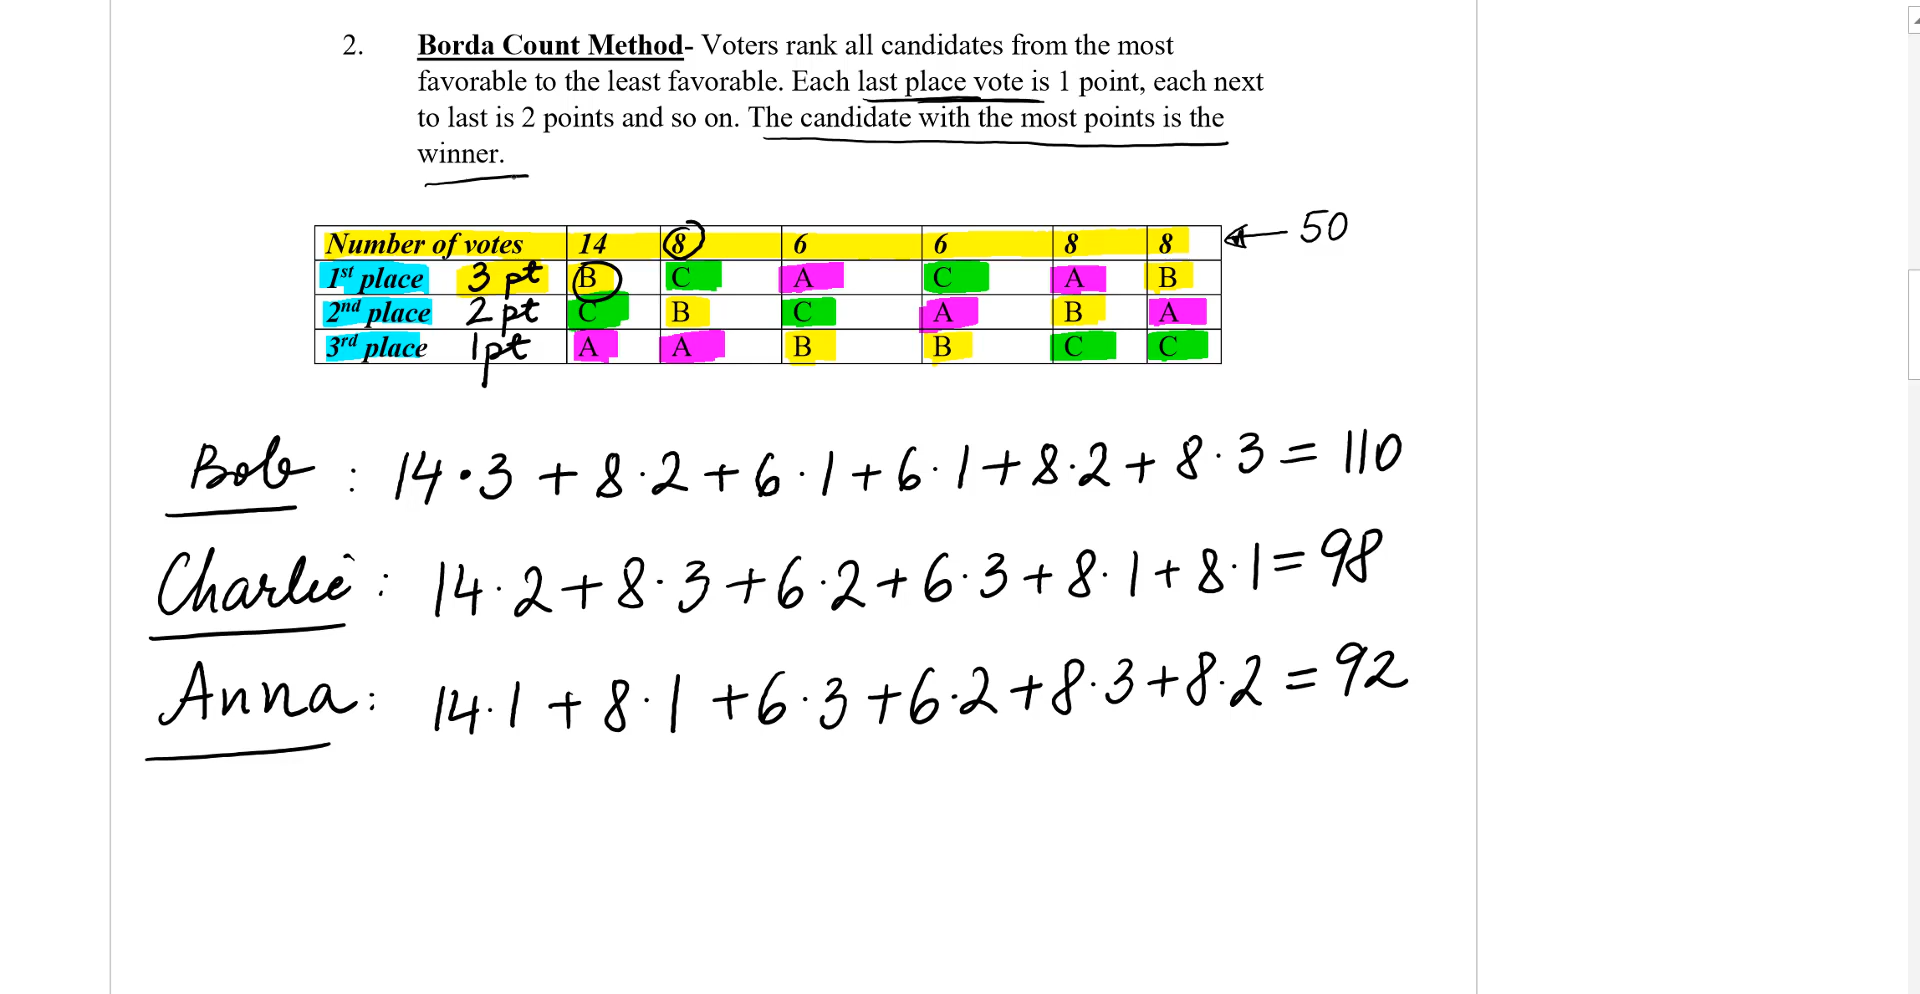 2. Borda Count Method- Voters rank all candidates from the most
favorable to the least favorable. Each last place vote is 1 point, each next
to last is 2 points and so on. The candidate with the most points is the
winner.
Number of votes 14 8 6 6 8 8 50
1st place 3 pt B C A C A B
2nd place 2 pt C B C A B A
3rd place 1pt A A B B C C
Bob : 14·3 + 8·2 + 6·1 + 6·1 + 8·2 + 8·3 = 110
Charlie : 14·2 + 8·3 + 6·2 + 6·3 + 8·1 + 8·1 = 98
Anna : 14·1 + 8·1 + 6·3 + 6·2 + 8·3 + 8·2 = 92